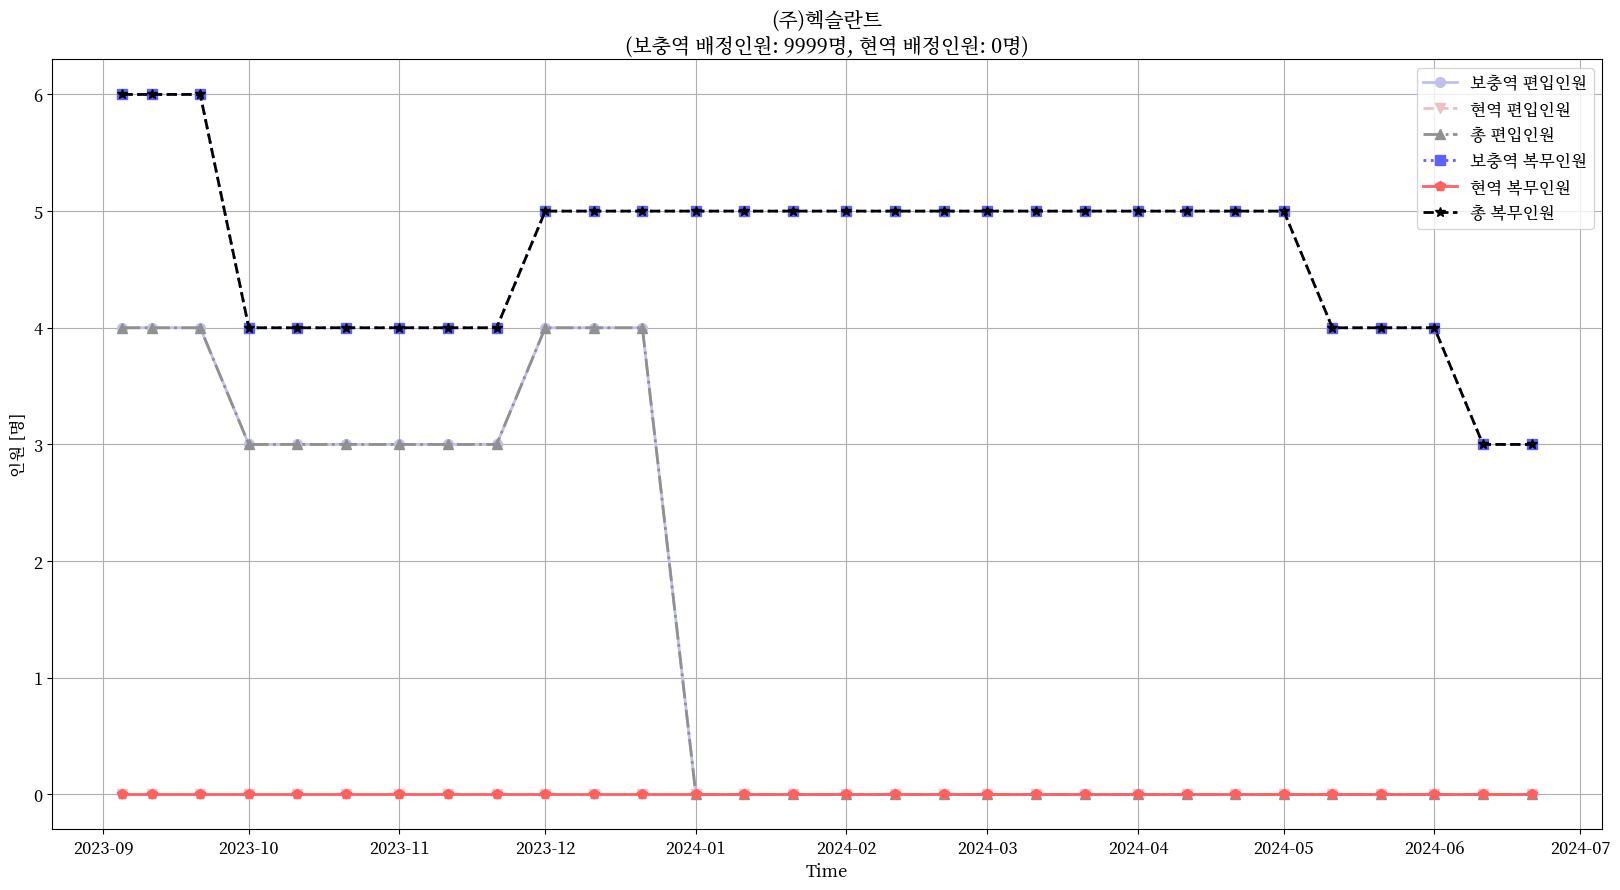 (주)헥슬란트
(보충역 배정인원: 9999명, 현역 배정인원: 0명)
보충역 편입인원
현역 편입인원
총 편입인원
보충역 복무인원
현역 복무인원
총 복무인원
인원 [명]
6
5
4
3
2
1
0
2023-09 2023-10 2023-11 2023-12 2024-01 2024-02 2024-03 2024-04 2024-05 2024-06 2024-07
Time